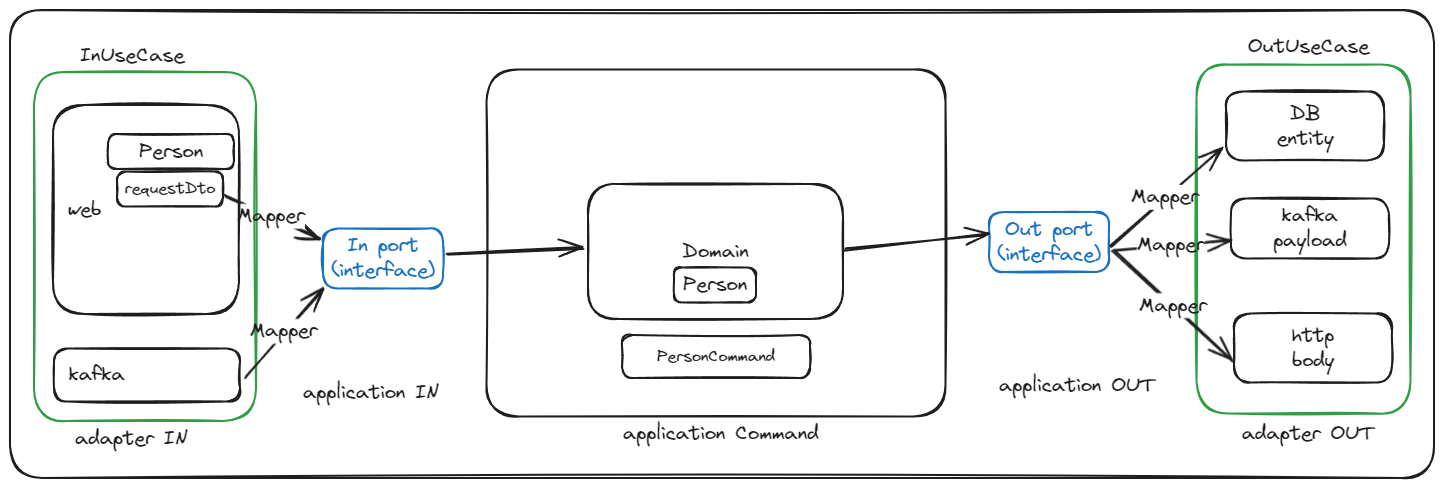 InUseCase
Person
requestDto
web
kafka
adapter IN
Mapper
Mapper
In port
(interface)
application IN
Domain
Person
PersonCommand
application Command
Out port
(interface)
application OUT
Mapper
Mapper
Mapper
OutUseCase
DB
entity
kafka
payload
http
body
adapter OUT